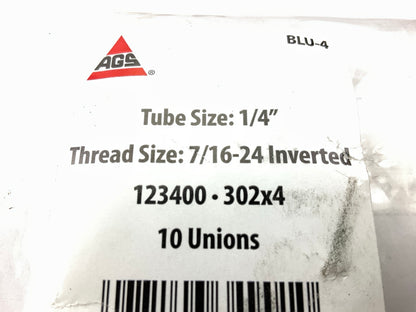 BLU-4
AGS®
Tube Size: 1/4”
Thread Size: 7/16-24 Inverted
123400 • 302x4
10 Unions